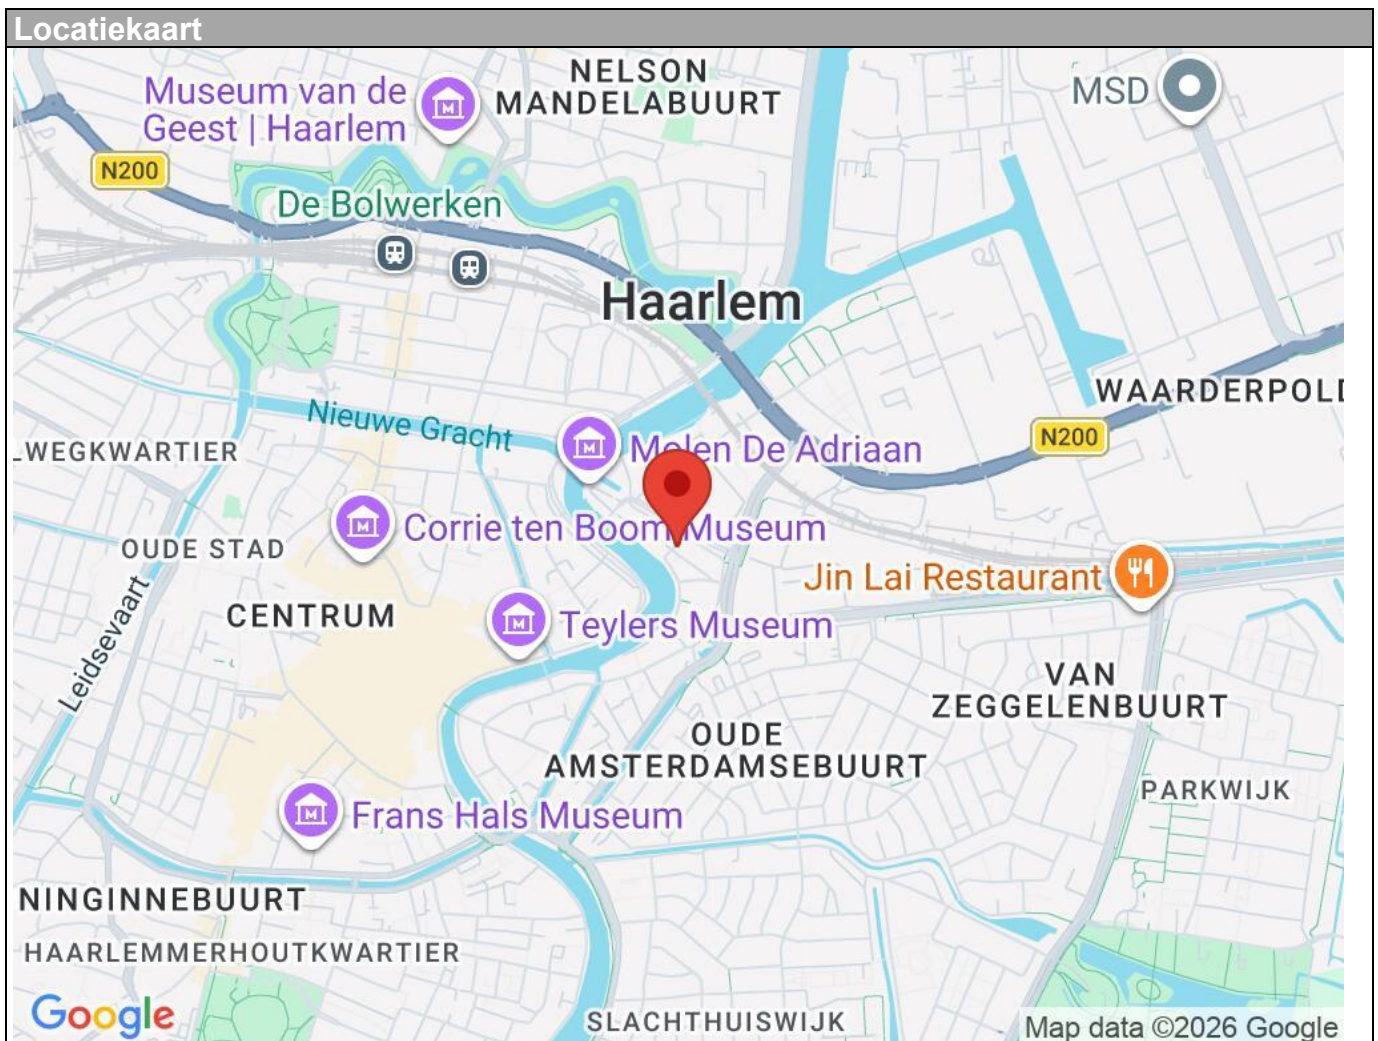 Locatiekaart
NELSON
MANDELABUURT
Museum van de
Geest | Haarlem
MSD
N200
De Bolwerken
Haarlem
WAARDERPOL
Nieuwe Gracht
N200
LWEGKWARTIER
Molen De Adriaan
Corrie ten Boom Museum
OUDE STAD
Jin Lai Restaurant
CENTRUM
Teylers Museum
Leidsevaart
VAN
ZEGGELENBUURT
OUDE
AMSTERDAMSEBUURT
PARKWIJK
Frans Hals Museum
NINGINNEBUURT
HAARLEMMERHOUTKWARTIER
Google
SLACHTHUISWIJK
Map data ©2026 Google